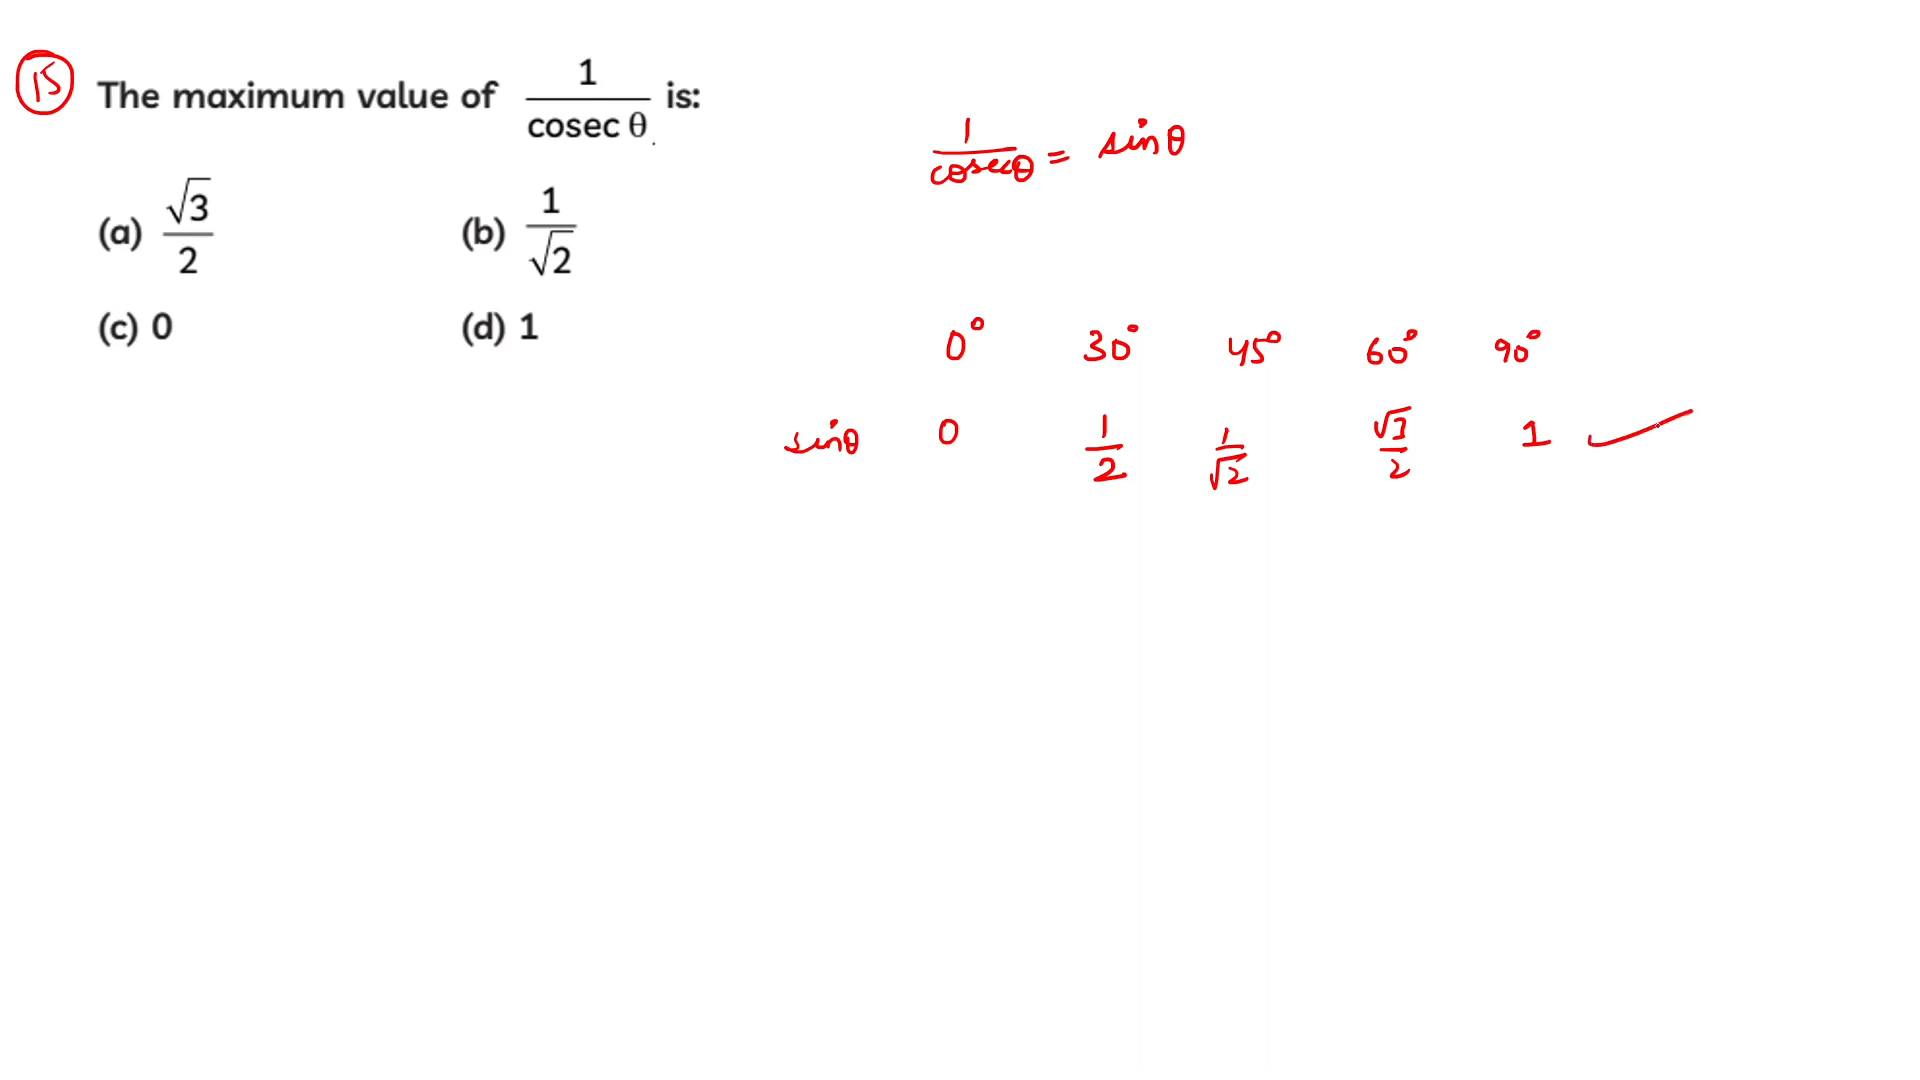 15 The maximum value of 1/cosec θ is:
(a) √3/2 (b) 1/√2
(c) 0 (d) 1
1/cosecθ = sinθ
0° 30° 45° 60° 90°
sinθ 0 1/2 1/√2 √3/2 1 ✓